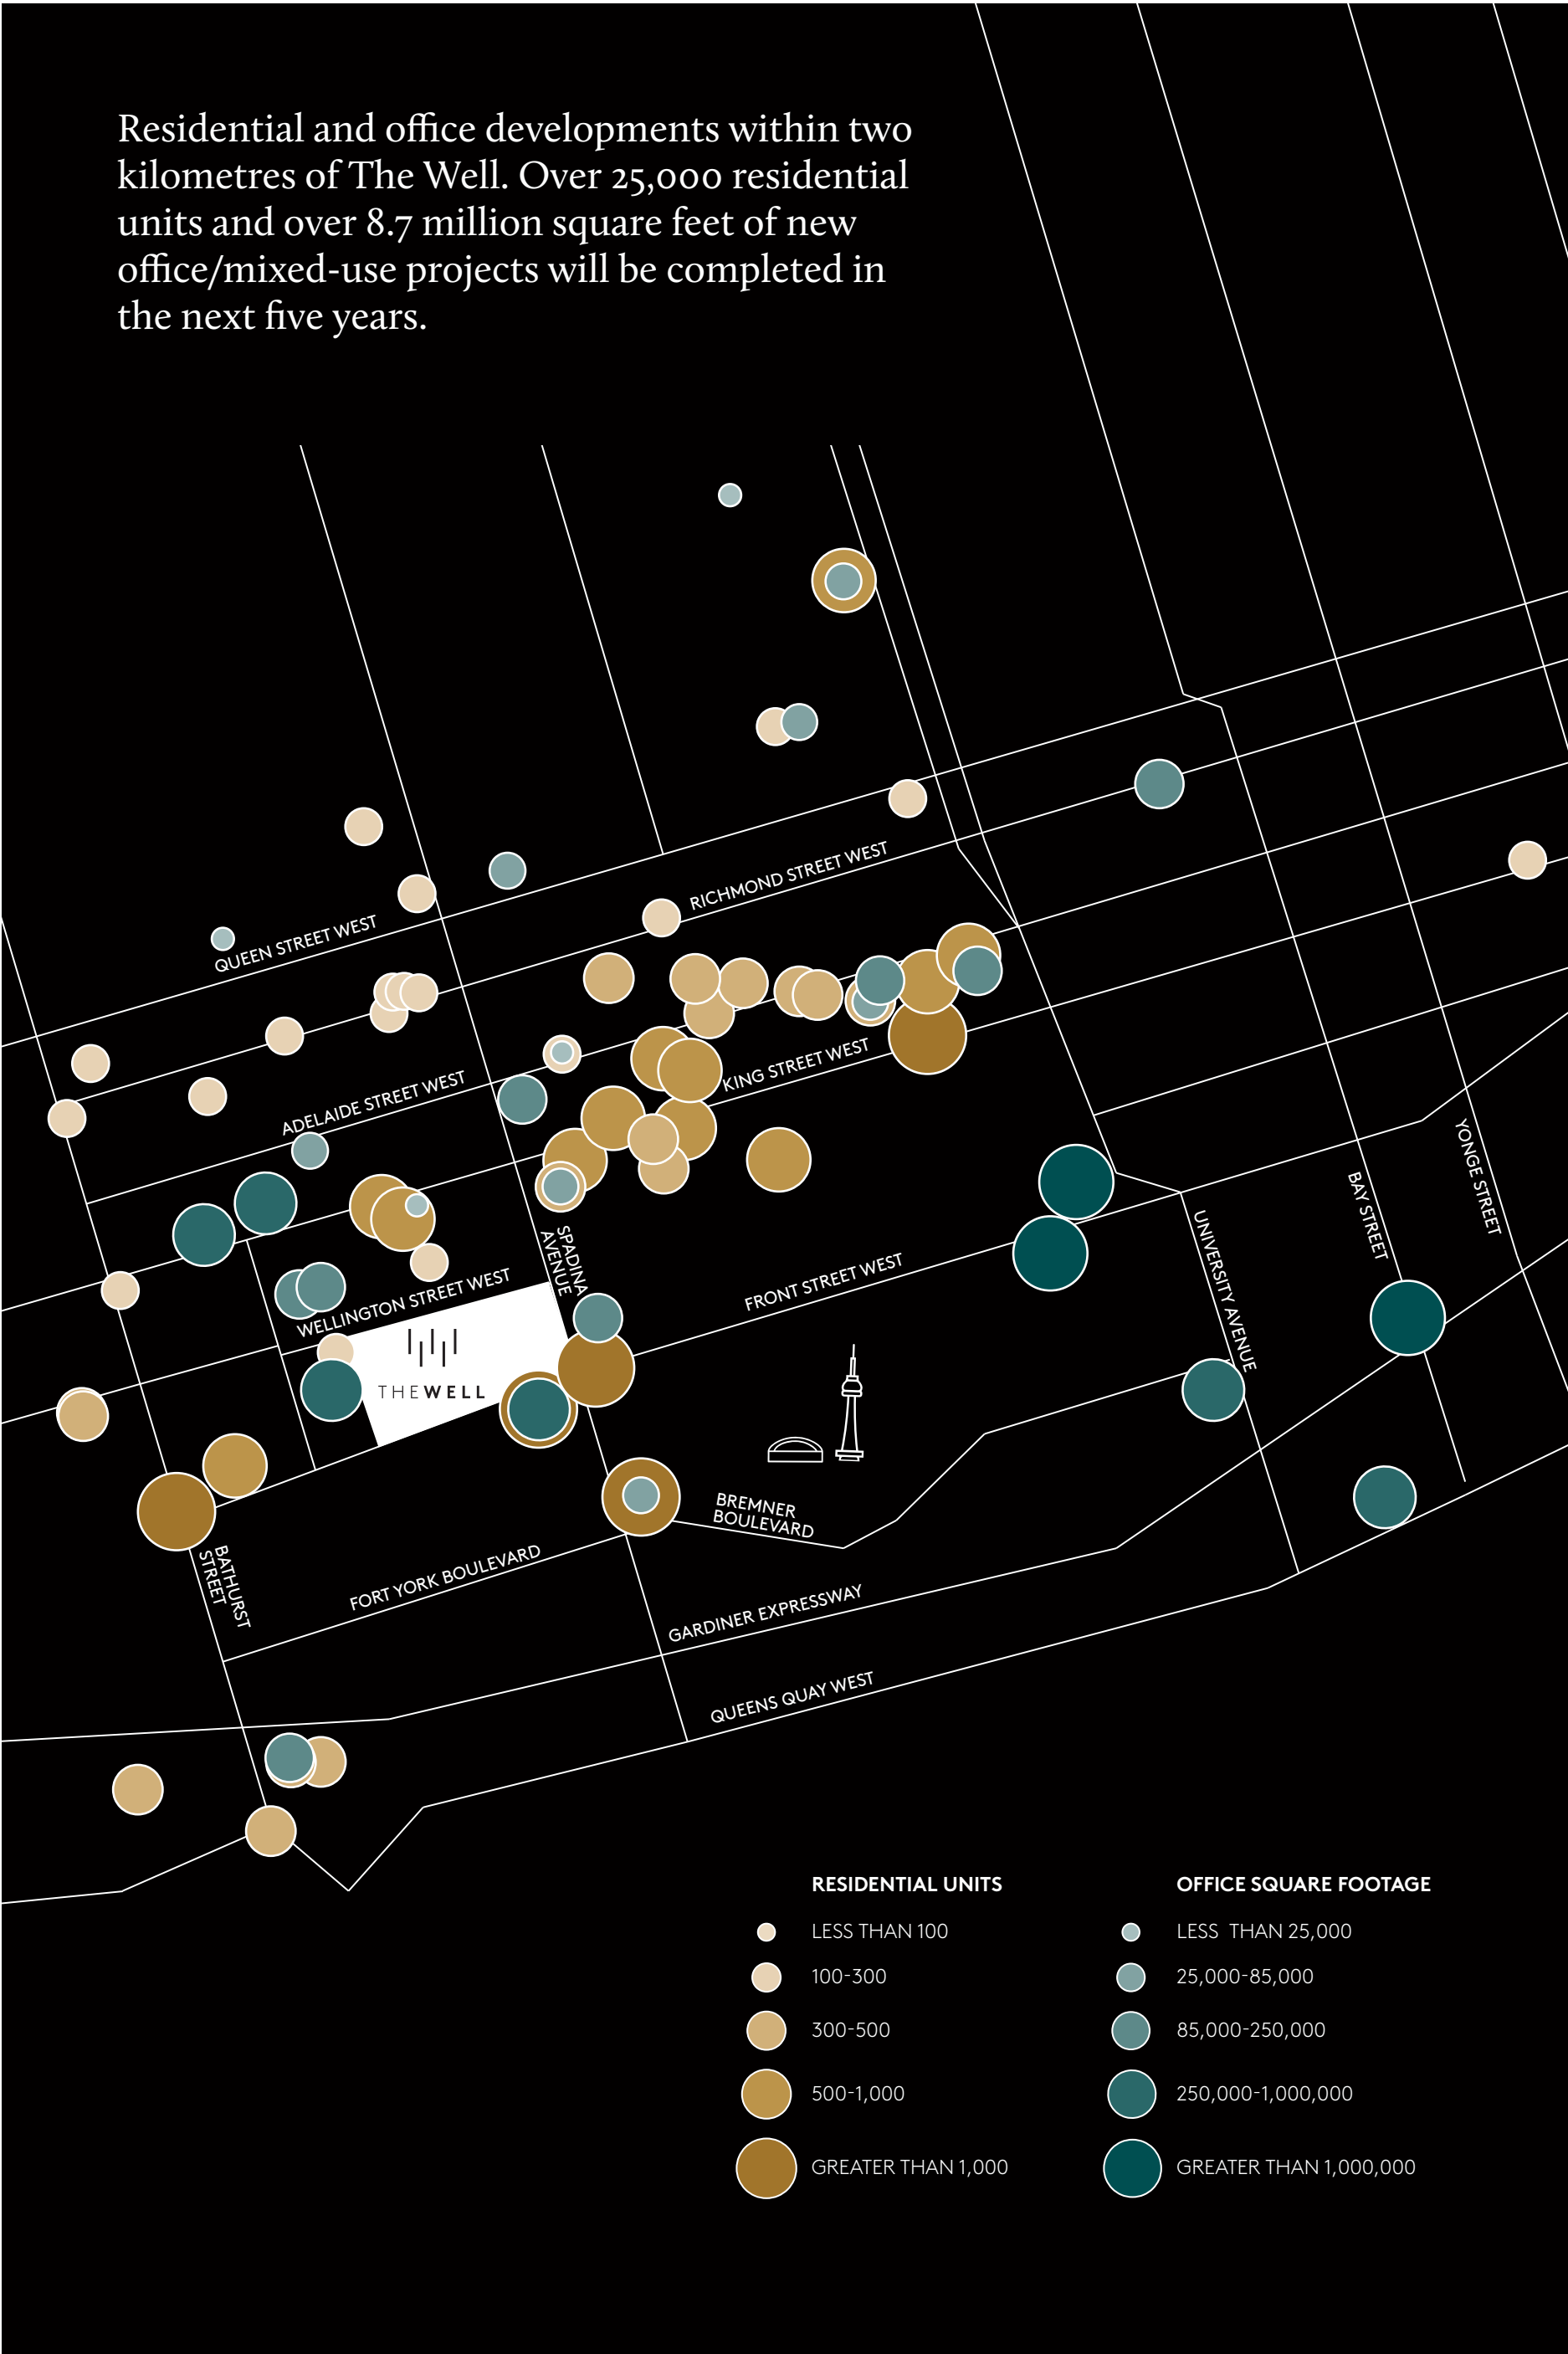 Residential and office developments within two
kilometres of The Well. Over 25,000 residential
units and over 8.7 million square feet of new
office/mixed-use projects will be completed in
the next five years.
RICHMOND STREET WEST
QUEEN STREET WEST
KING STREET WEST
ADELAIDE STREET WEST
YONGE STREET
BAY STREET
UNIVERSITY AVENUE
SPADINA
AVENUE
FRONT STREET WEST
WELLINGTON STREET WEST
THEWELL
BREMNER
BOULEVARD
BATHURST
STREET
FORT YORK BOULEVARD
GARDINER EXPRESSWAY
QUEENS QUAY WEST
RESIDENTIAL UNITS
LESS THAN 100
100-300
300-500
500-1,000
GREATER THAN 1,000
OFFICE SQUARE FOOTAGE
LESS THAN 25,000
25,000-85,000
85,000-250,000
250,000-1,000,000
GREATER THAN 1,000,000